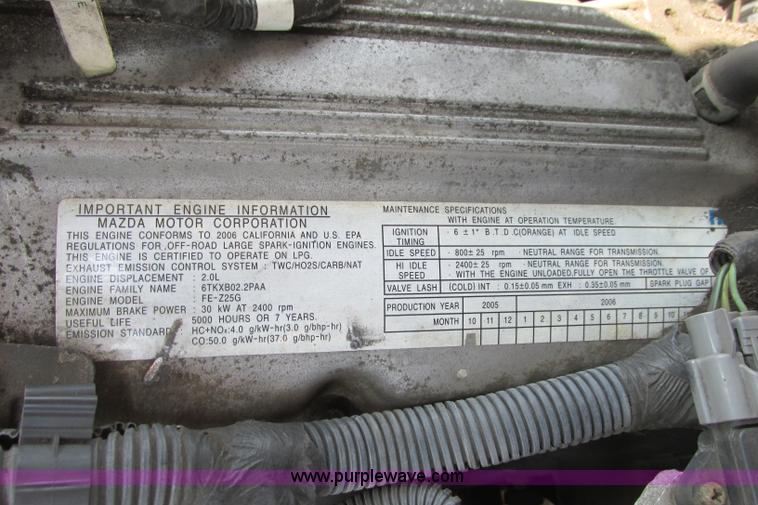 IMPORTANT ENGINE INFORMATION
MAZDA MOTOR CORPORATION
THIS ENGINE CONFORMS TO 2006 CALIFORNIA AND U.S. EPA
REGULATIONS FOR OFF-ROAD LARGE SPARK-IGNITION ENGINES.
THIS ENGINE IS CERTIFIED TO OPERATE ON LPG.
EXHAUST EMISSION CONTROL SYSTEM : TWC/HO2S/CARB/NAT
ENGINE DISPLACEMENT : 2.0L
ENGINE FAMILY NAME : 6TKXB02.2PAA
ENGINE MODEL : FE-Z25G
MAXIMUM BRAKE POWER : 30 kW AT 2400 rpm
USEFUL LIFE : 5000 HOURS OR 7 YEARS.
EMISSION STANDARD : HC+NOx:4.0 g/kW-hr(3.0 g/bhp-hr)
CO:50.0 g/kW-hr(37.0 g/bhp-hr)
MAINTENANCE SPECIFICATIONS
WITH ENGINE AT OPERATION TEMPERATURE.
IGNITION TIMING : 6 ± 1° B.T.D.C(ORANGE) AT IDLE SPEED
IDLE SPEED : 800± 25 rpm · NEUTRAL RANGE FOR TRANSMISSION.
HI IDLE SPEED : 2400± 25 rpm · NEUTRAL RANGE FOR TRANSMISSION.
· WITH THE ENGINE UNLOADED.FULLY OPEN THE THROTTLE VALVE OF
VALVE LASH (COLD) INT : 0.15±0.05 mm EXH : 0.35±0.05 mm SPARK PLUG GAP
PRODUCTION YEAR 2005 2006
MONTH 10 11 12 1 2 3 4 5 6 7 8 9 10
www.purplewave.com